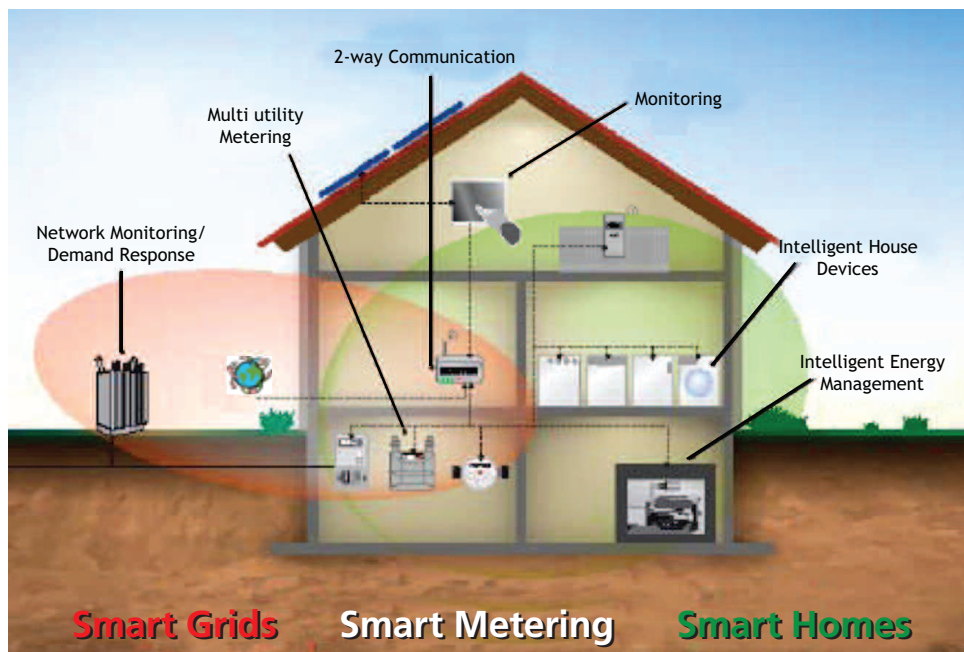 2-way Communication
Monitoring
Multi utility
Metering
Network Monitoring/
Demand Response
Intelligent House
Devices
Intelligent Energy
Management
Smart Grids
Smart Metering
Smart Homes